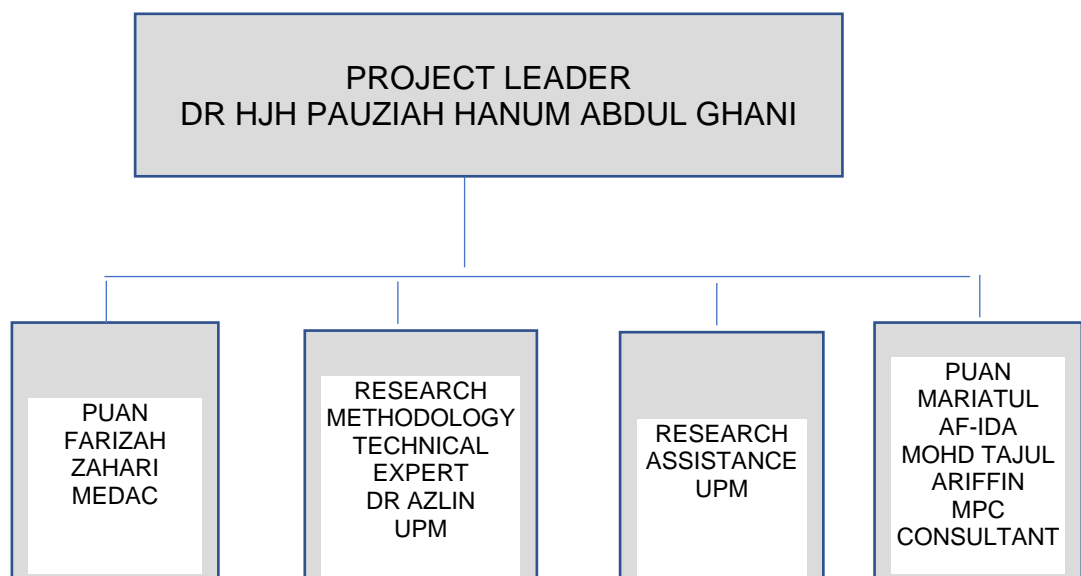 PROJECT LEADER
DR HJH PAUZIAH HANUM ABDUL GHANI
PUAN
FARIZAH
ZAHARI
MEDAC
RESEARCH
METHODOLOGY
TECHNICAL
EXPERT
DR AZLIN
UPM
RESEARCH
ASSISTANCE
UPM
PUAN
MARIATUL
AF-IDA
MOHD TAJUL
ARIFFIN
MPC
CONSULTANT